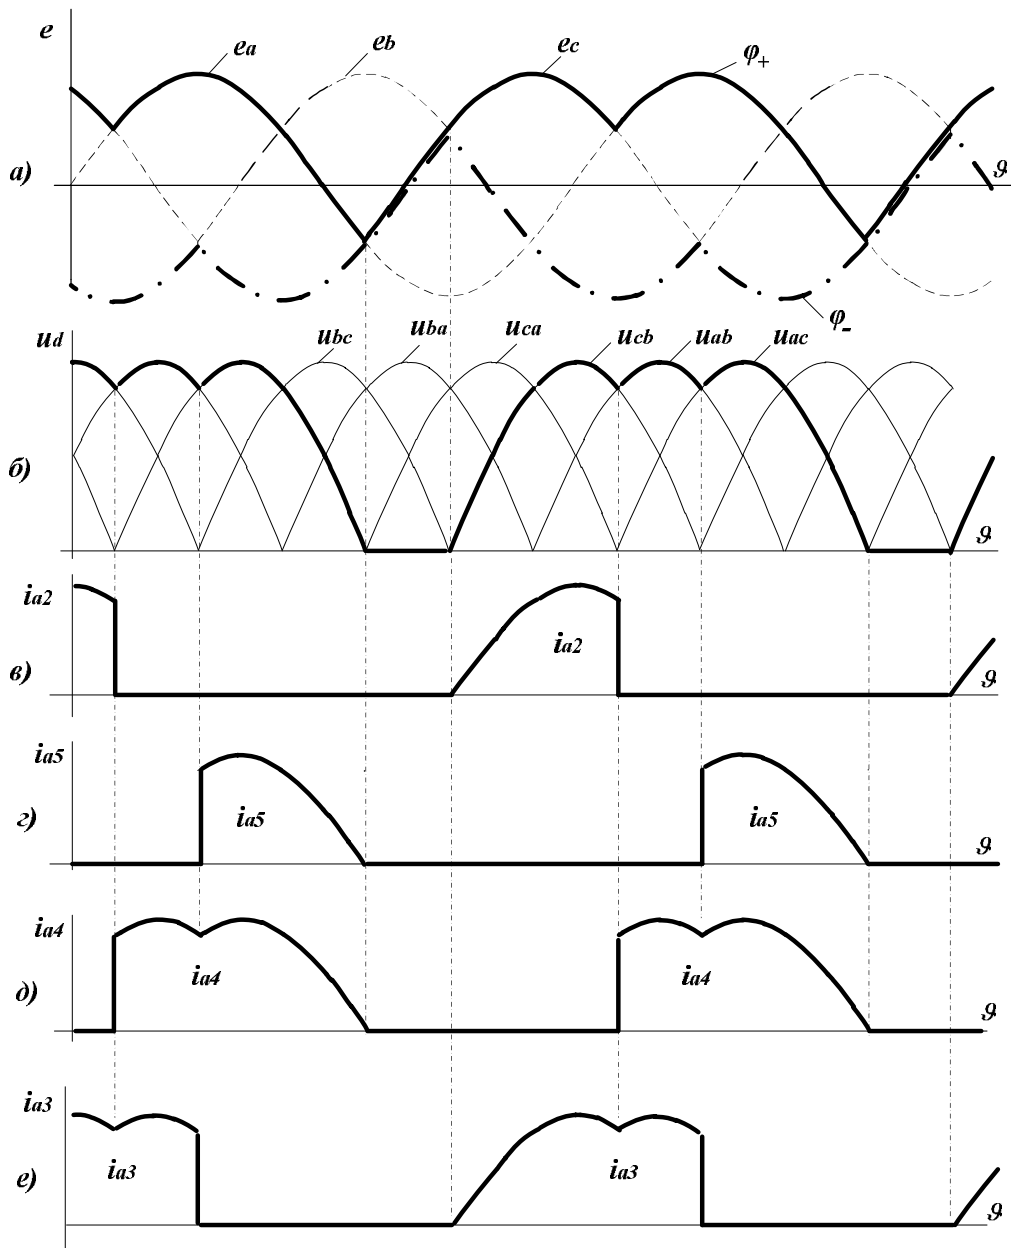 e
ea
eb
ec
φ+
а)
ϑ
φ-
ud
ubc
uba
uca
ucb
uab
uac
б)
ϑ
ia2
ia2
в)
ϑ
ia5
ia5
ia5
г)
ϑ
ia4
ia4
ia4
д)
ϑ
ia3
ia3
ia3
е)
ϑ